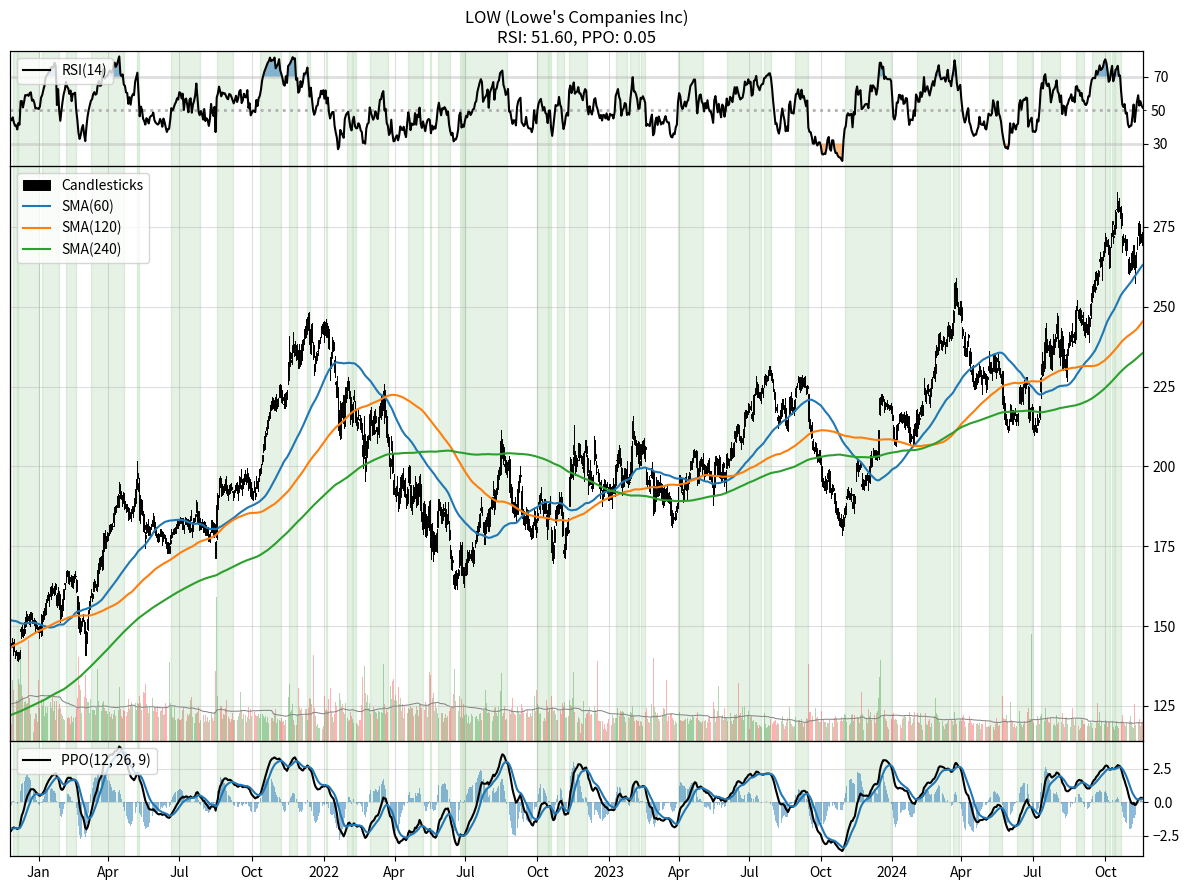 LOW (Lowe's Companies Inc)
RSI: 51.60, PPO: 0.05
RSI(14)
70
50
30
Candlesticks
SMA(60)
SMA(120)
SMA(240)
275
250
225
200
175
150
125
PPO(12, 26, 9)
2.5
0.0
−2.5
Jan Apr Jul Oct 2022 Apr Jul Oct 2023 Apr Jul Oct 2024 Apr Jul Oct